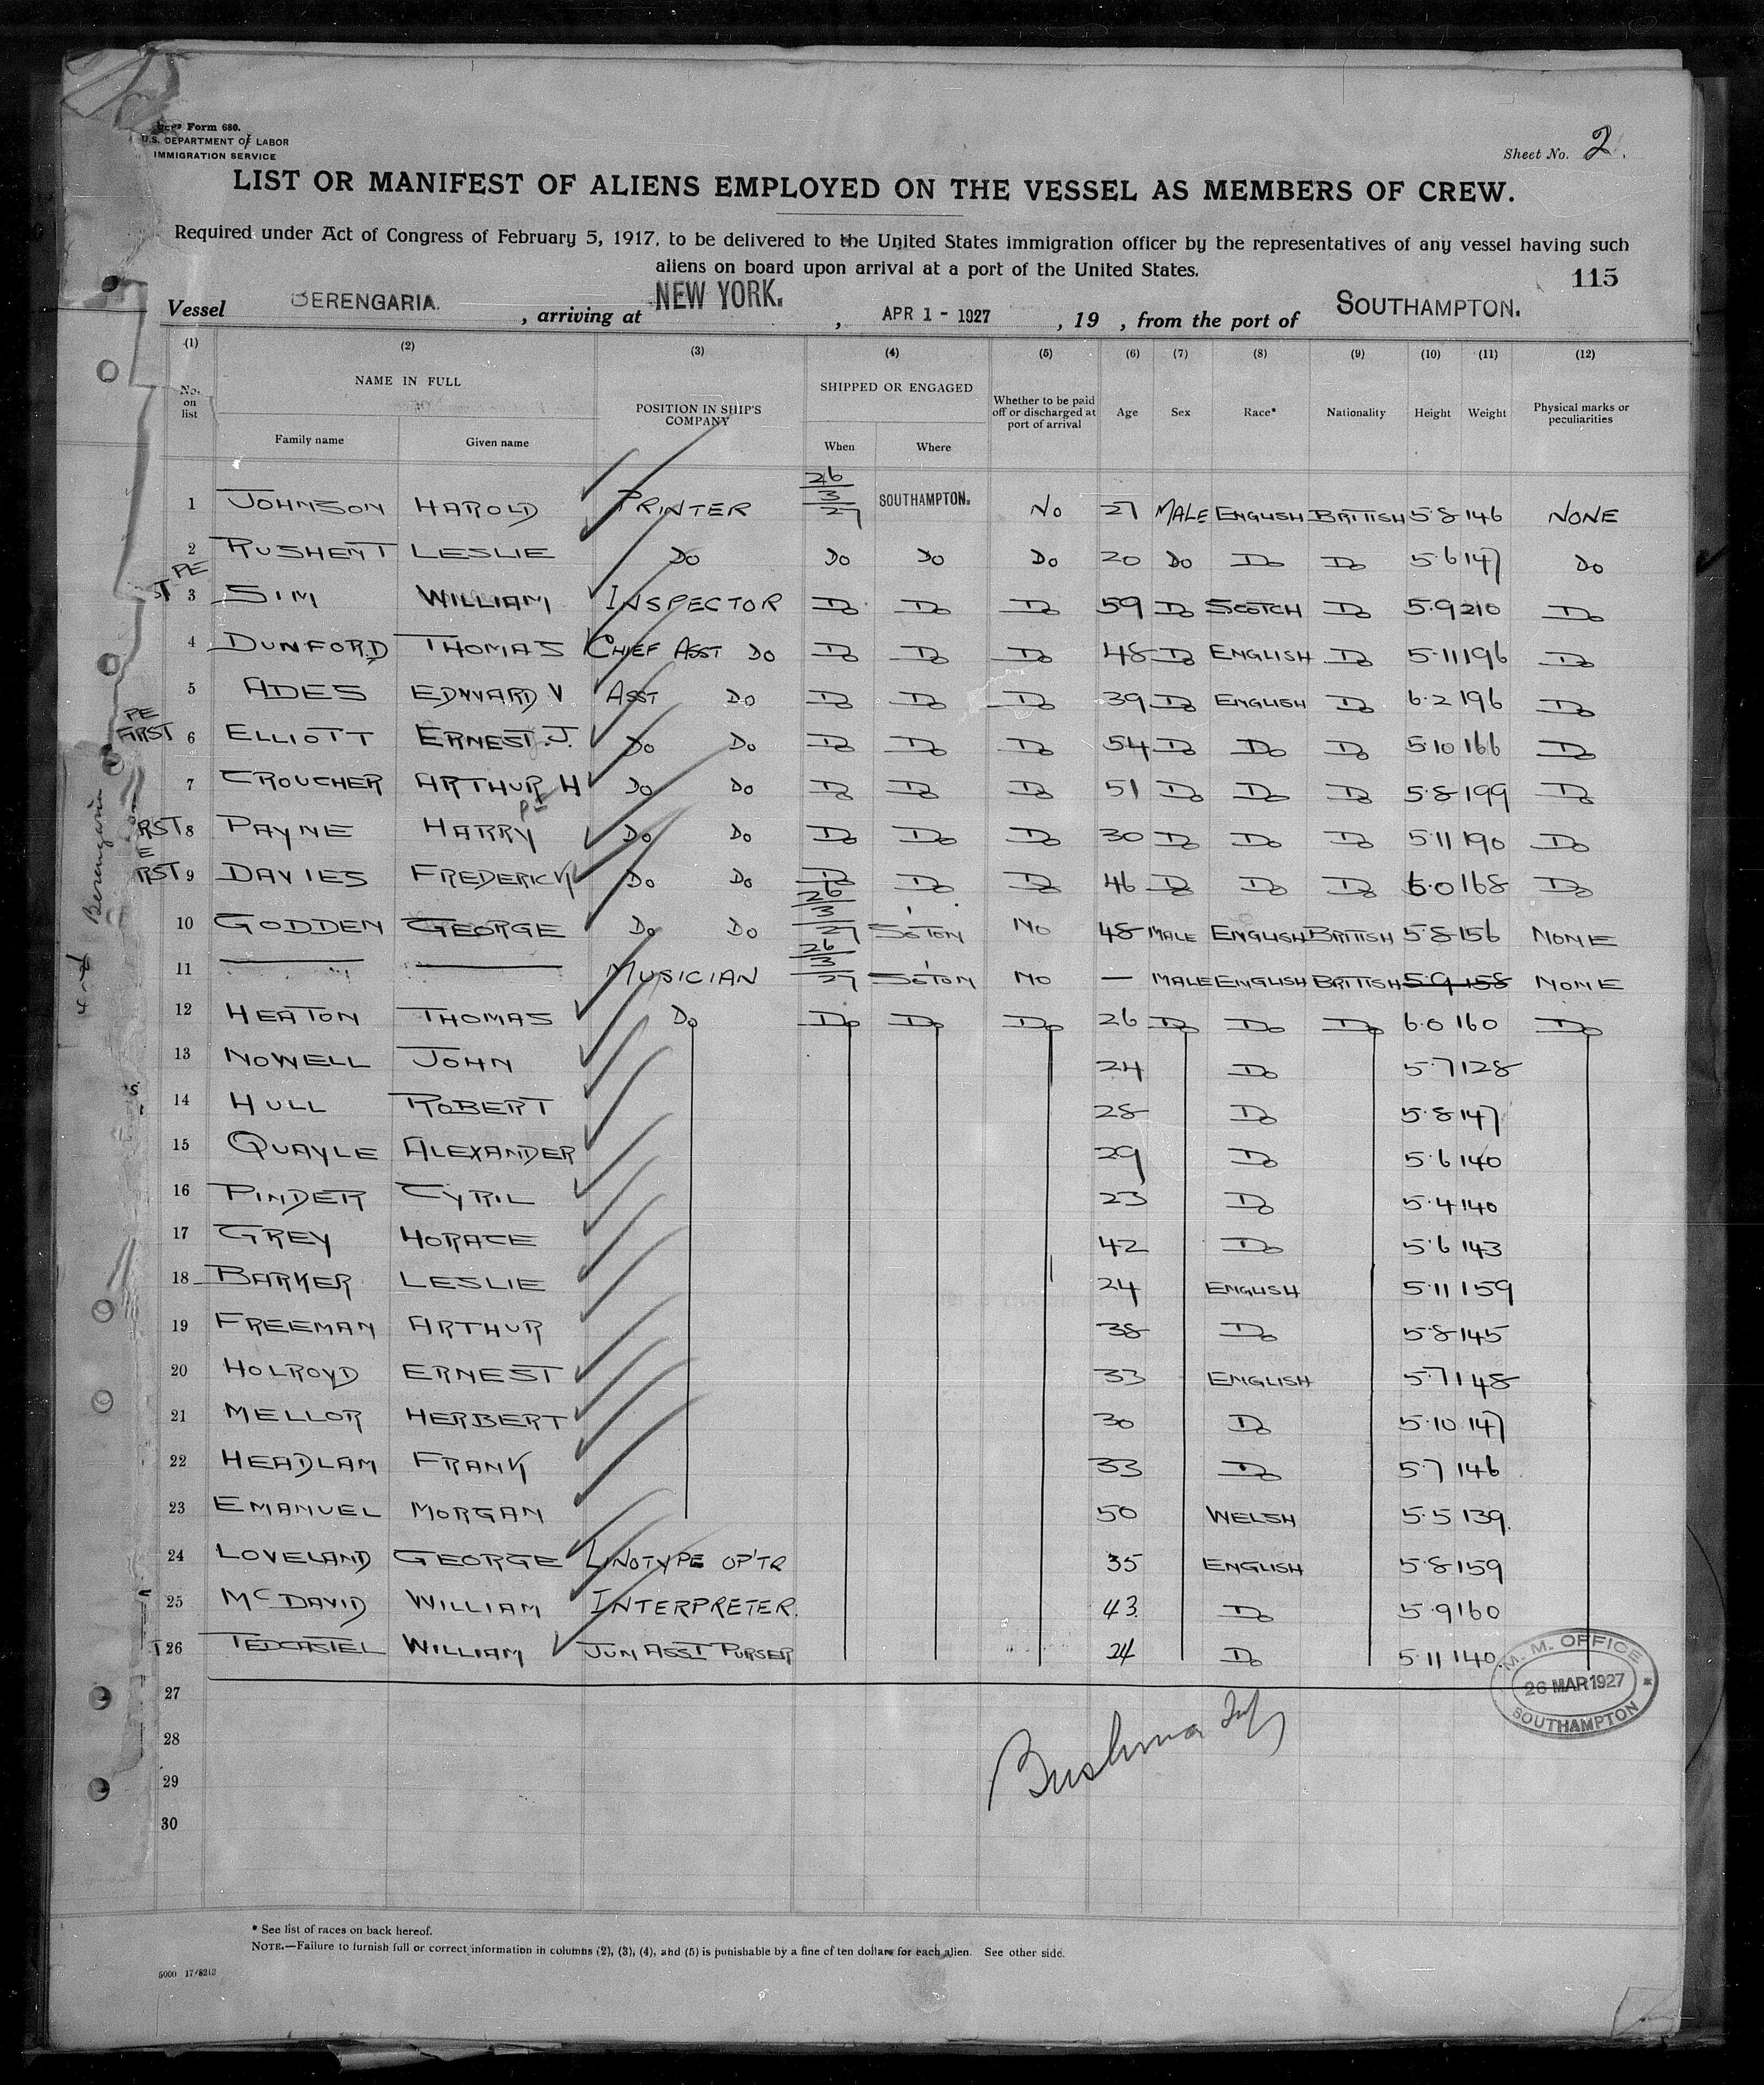 Form 680.
U.S. DEPARTMENT OF LABOR
IMMIGRATION SERVICE
Sheet No. 2.
LIST OR MANIFEST OF ALIENS EMPLOYED ON THE VESSEL AS MEMBERS OF CREW.
Required under Act of Congress of February 5, 1917, to be delivered to the United States immigration officer by the representatives of any vessel having such
aliens on board upon arrival at a port of the United States.
115
Vessel BERENGARIA. , arriving at NEW YORK. , APR 1 - 1927 , 19 , from the port of SOUTHAMPTON.
(1) (2) (3) (4) (5) (6) (7) (8) (9) (10) (11) (12)
No. on list NAME IN FULL Family name Given name POSITION IN SHIP'S COMPANY SHIPPED OR ENGAGED When Where Whether to be paid off or discharged at port of arrival Age Sex Race* Nationality Height Weight Physical marks or peculiarities
1 JOHNSON HAROLD PRINTER 26/3/27 SOUTHAMPTON. NO 27 MALE ENGLISH BRITISH 5.8 146 NONE
2 RUSHENT LESLIE DO DO DO DO 20 DO DO DO 5.6 147 DO
PE
ST 3 SIM WILLIAM INSPECTOR DO DO DO 59 DO SCOTCH DO 5.9 210 DO
4 DUNFORD THOMAS CHIEF ASST DO DO DO DO 48 DO ENGLISH DO 5.11 196 DO
5 ADES EDWARD V ASST DO DO DO DO 39 DO ENGLISH DO 6.2 196 DO
PE
FIRST 6 ELLIOTT ERNEST.J. DO DO DO DO DO 54 DO DO DO 5.10 166 DO
7 CROUCHER ARTHUR H DO DO DO DO DO 51 DO DO DO 5.8 199 DO
PE
RST 8 PAYNE HARRY DO DO DO DO DO 30 DO DO DO 5.11 190 DO
E
RST 9 DAVIES FREDERICK DO DO DO DO DO 46 DO DO DO 6.0 168 DO
10 GODDEN GEORGE DO DO 26/3/27 SO'TON NO 48 MALE ENGLISH BRITISH 5.8 156 NONE
11 — — MUSICIAN 26/3/27 SO'TON NO — MALE ENGLISH BRITISH 5.9 158 NONE
12 HEATON THOMAS DO DO DO DO 26 DO DO DO 6.0 160 DO
13 NOWELL JOHN 24 DO 5.7 128
14 HULL ROBERT 28 DO 5.8 147
15 QUAYLE ALEXANDER 29 DO 5.6 140
16 PINDER CYRIL 23 DO 5.4 140
17 GREY HORACE 42 DO 5.6 143
18 BARKER LESLIE 24 ENGLISH 5.11 159
19 FREEMAN ARTHUR 38 DO 5.8 145
20 HOLROYD ERNEST 33 ENGLISH 5.7 148
21 MELLOR HERBERT 30 DO 5.10 147
22 HEADLAM FRANK 33 DO 5.7 146
23 EMANUEL MORGAN 50 WELSH 5.5 139.
24 LOVELAND GEORGE LINOTYPE OP'TR 35 ENGLISH 5.8 159
25 McDAVID WILLIAM INTERPRETER. 43 DO 5.9 160
T 26 TEDCASTEL WILLIAM JUN ASST PURSER 24 DO 5.11 140.
27
28
29
30
M.M. OFFICE
26 MAR 1927 *
SOUTHAMPTON
Berengaria
* See list of races on back hereof.
NOTE.—Failure to furnish full or correct information in columns (2), (3), (4), and (5) is punishable by a fine of ten dollars for each alien. See other side.
5000 17/8213